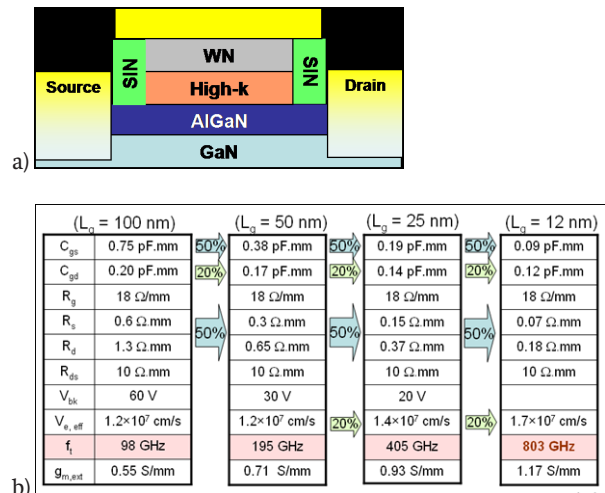 WN
SiN
SiN
Source
High-k
Drain
AlGaN
GaN
a)
(Lg = 100 nm) (Lg = 50 nm) (Lg = 25 nm) (Lg = 12 nm)
Cgs 0.75 pF.mm 50% 0.38 pF.mm 50% 0.19 pF.mm 50% 0.09 pF.mm
Cgd 0.20 pF.mm 20% 0.17 pF.mm 20% 0.14 pF.mm 20% 0.12 pF.mm
Rg 18 Ω/mm 18 Ω/mm 18 Ω/mm 18 Ω/mm
Rs 0.6 Ω.mm 50% 0.3 Ω.mm 50% 0.15 Ω.mm 50% 0.07 Ω.mm
Rd 1.3 Ω.mm 0.65 Ω.mm 0.37 Ω.mm 0.18 Ω.mm
Rds 10 Ω.mm 10 Ω.mm 10 Ω.mm 10 Ω.mm
Vbk 60 V 30 V 20 V
Ve, eff 1.2×10⁷ cm/s 1.2×10⁷ cm/s 20% 1.4×10⁷ cm/s 20% 1.7×10⁷ cm/s
ft 98 GHz 195 GHz 405 GHz 803 GHz
gm,ext 0.55 S/mm 0.71 S/mm 0.93 S/mm 1.17 S/mm
b)